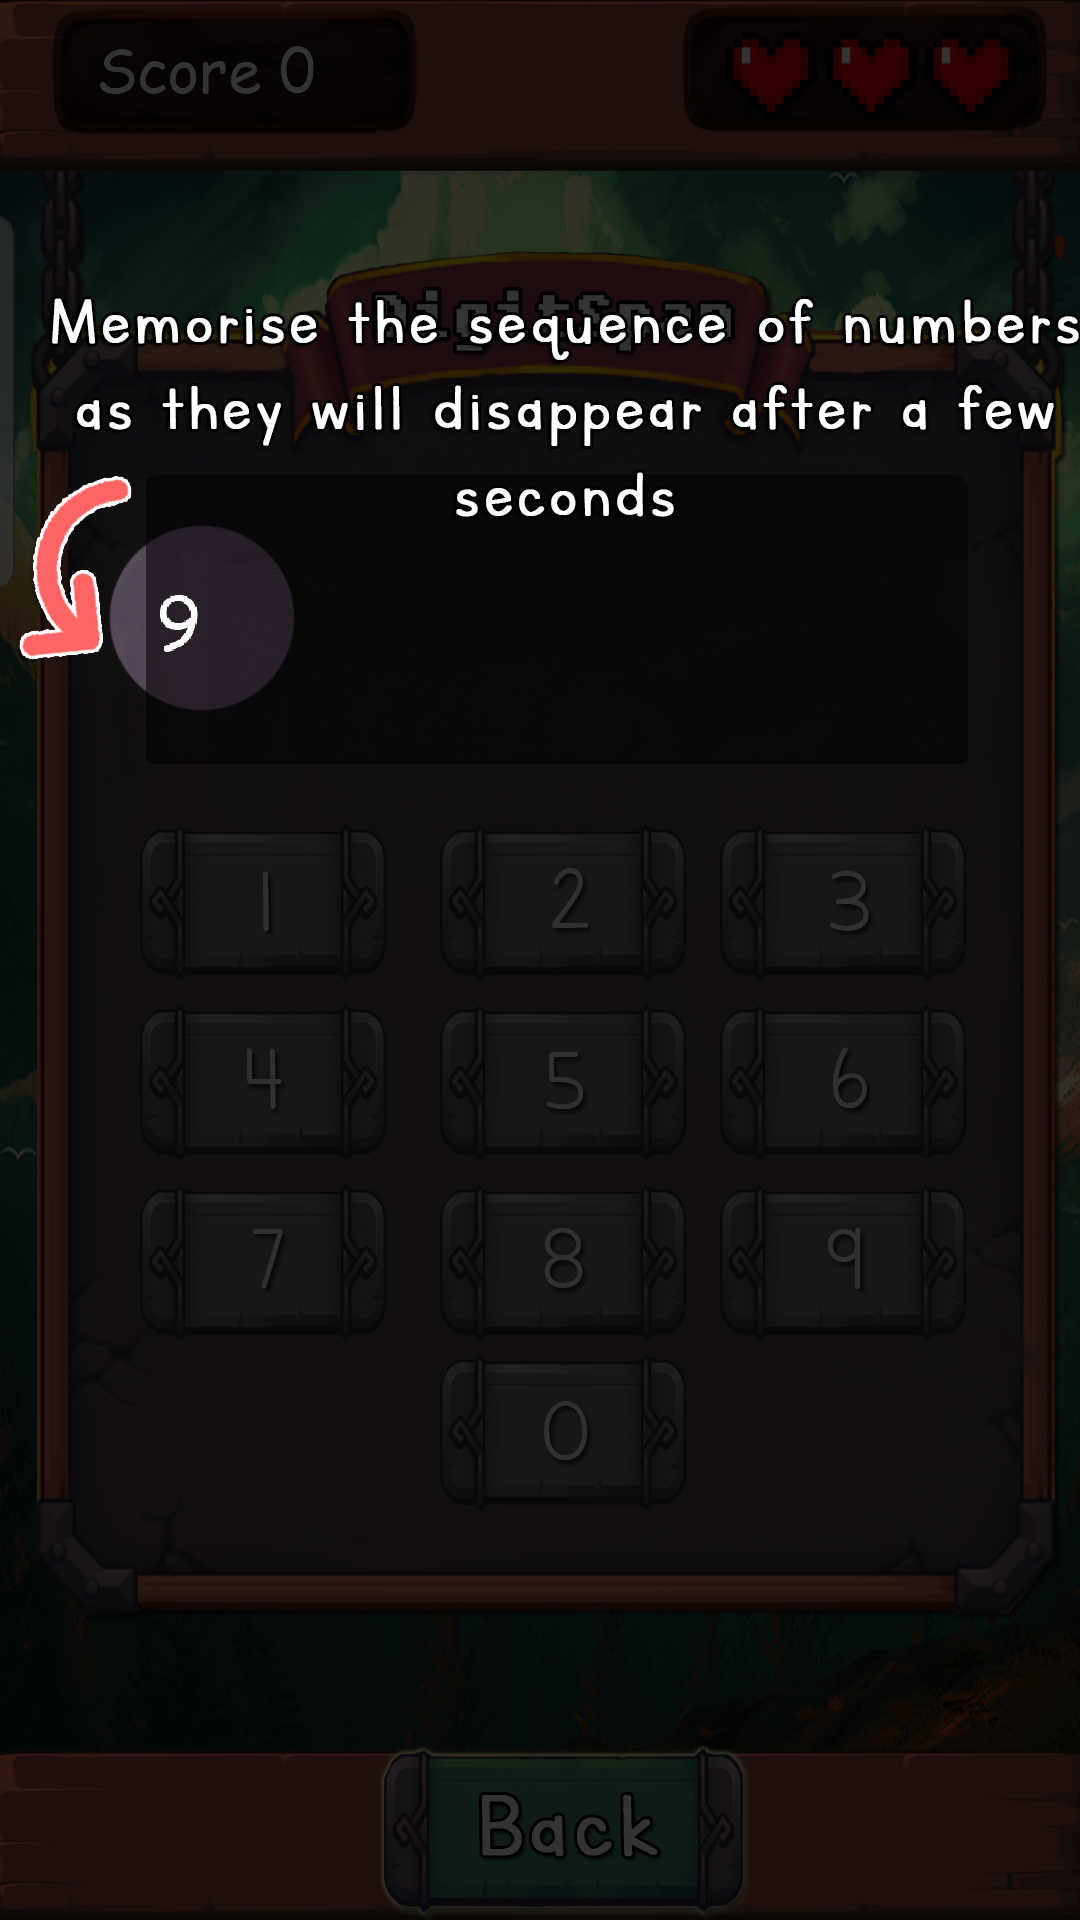 Score 0
DigitSpan
Memorise the sequence of numbers
as they will disappear after a few
seconds
9
1 2 3
4 5 6
7 8 9
0
Back